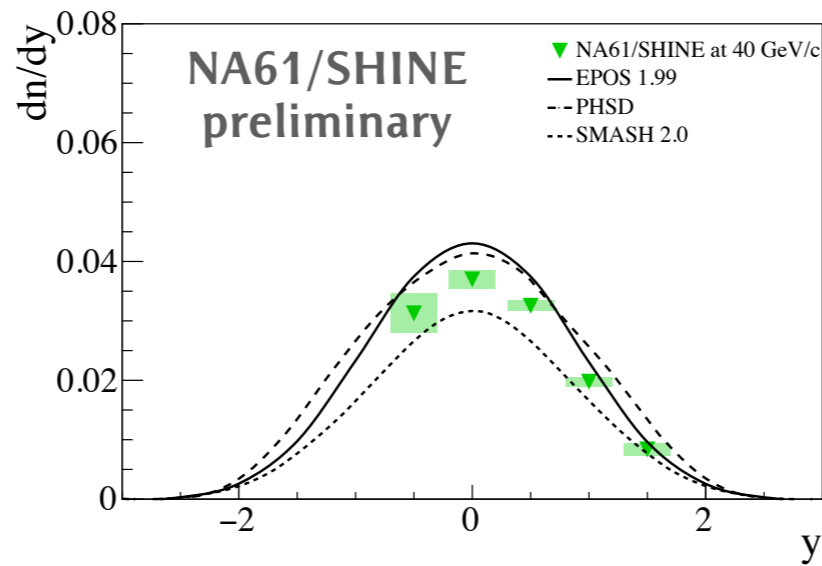 0.08
0.06
0.04
0.02
0
dn/dy
NA61/SHINE
preliminary
NA61/SHINE at 40 GeV/c
EPOS 1.99
PHSD
SMASH 2.0
−2
0
2
y